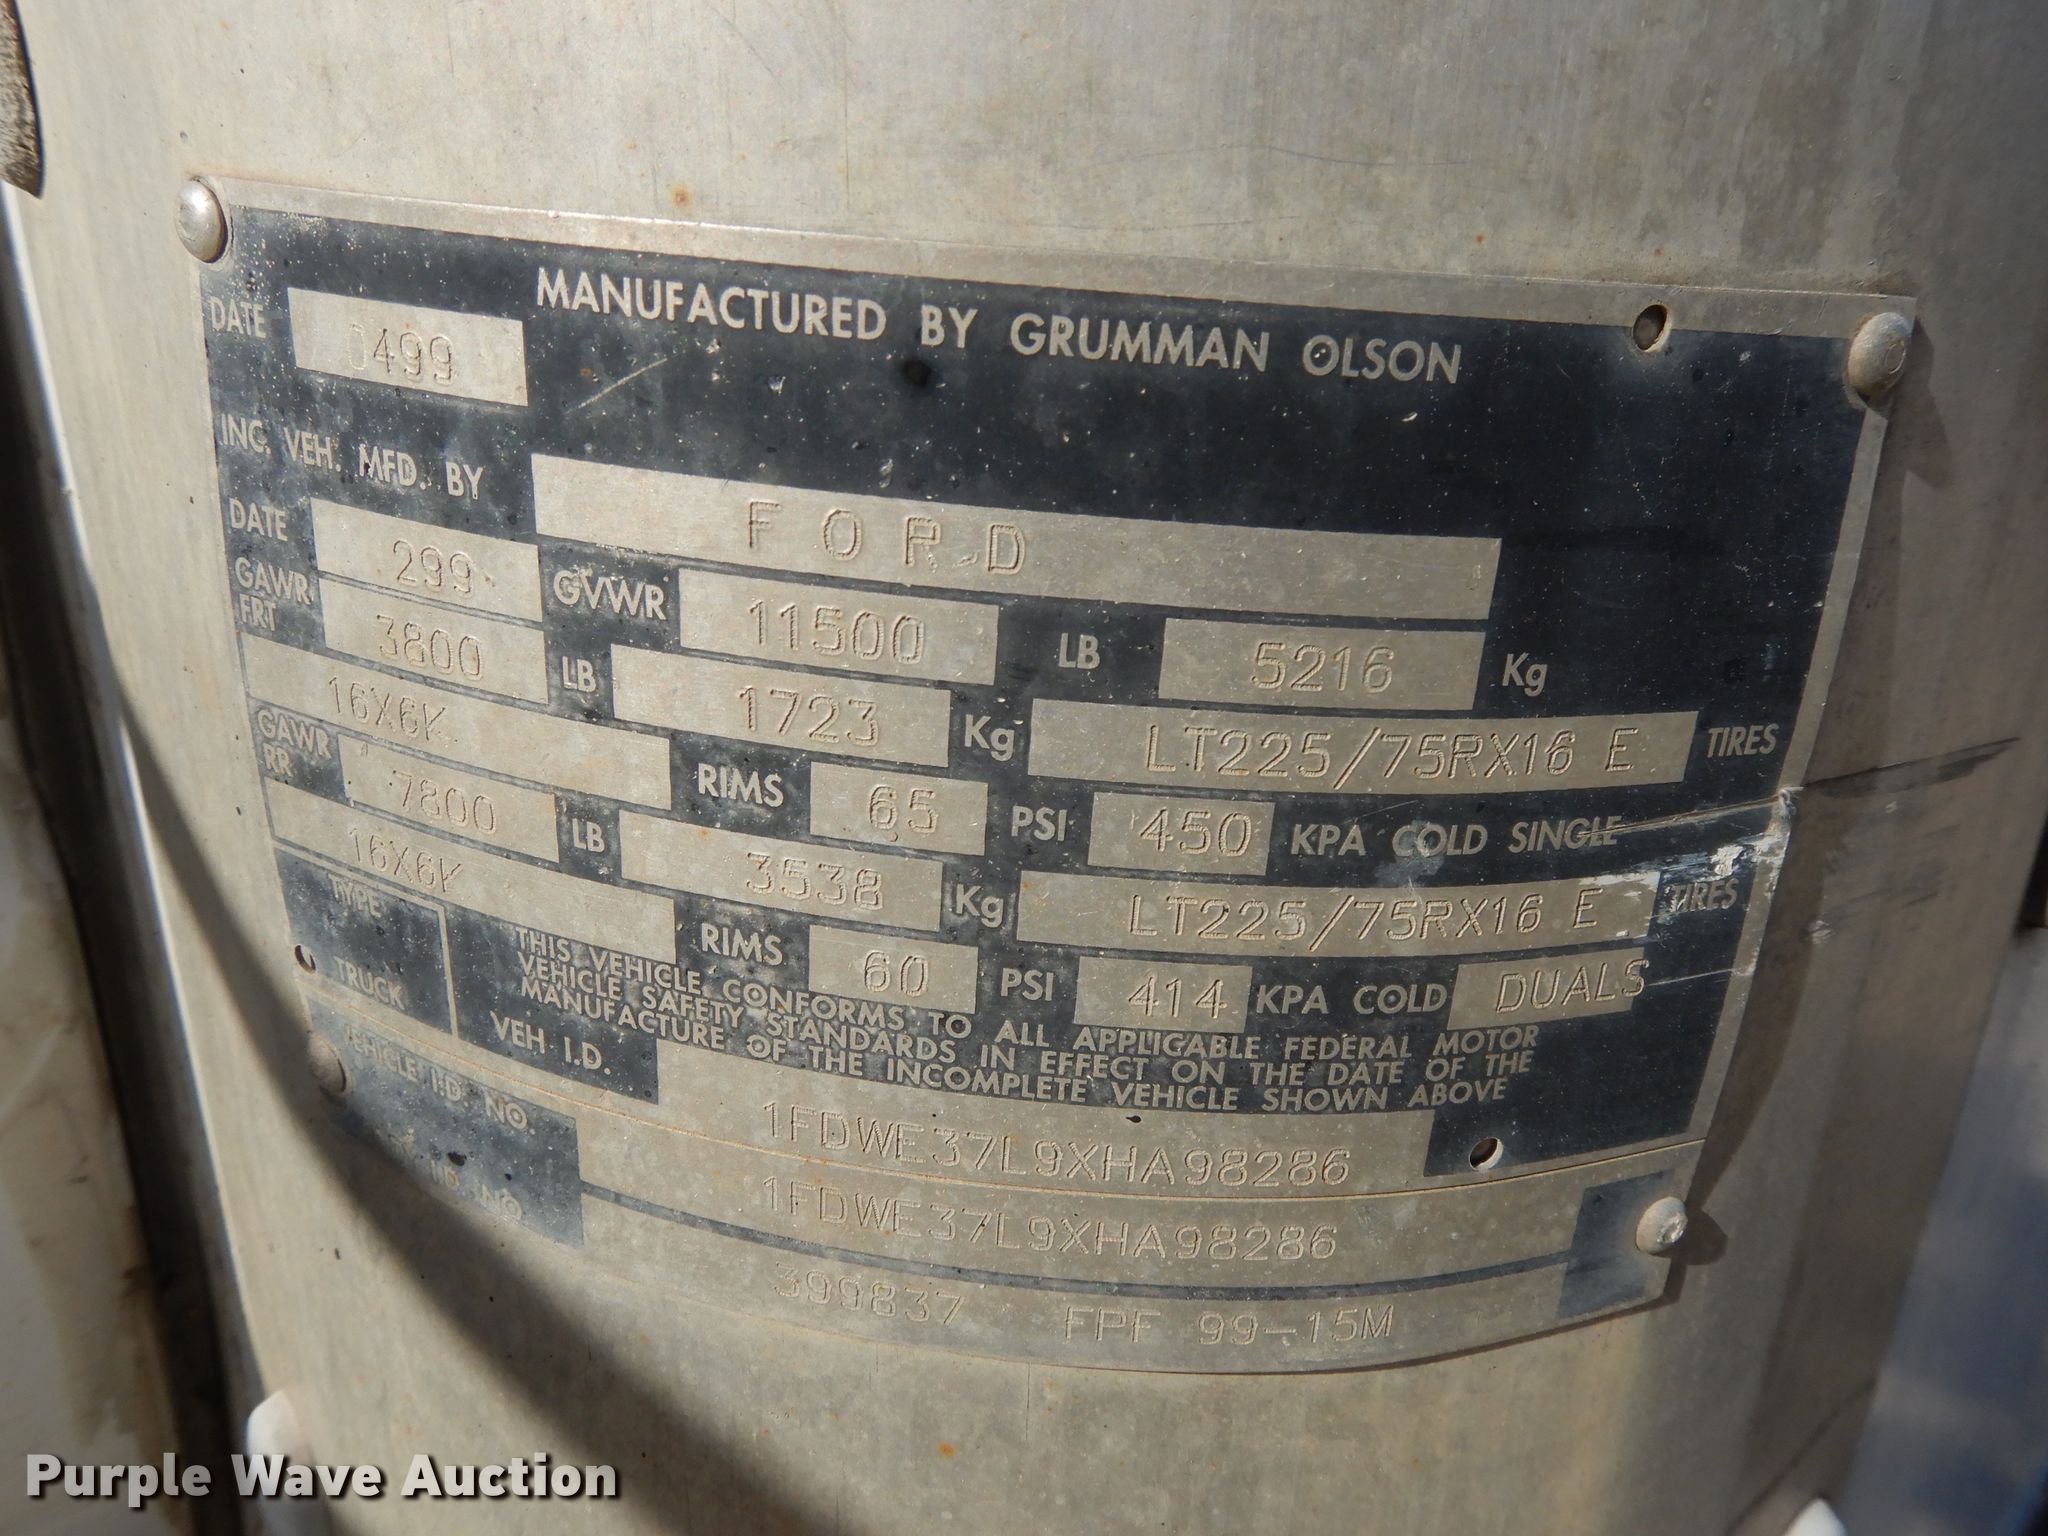 MANUFACTURED BY GRUMMAN OLSON
DATE 0499
INC. VEH. MFD. BY FORD
DATE 299 GVWR 11500 LB 5216 Kg
GAWR FRT 3800 LB 1723 Kg LT225/75RX16 E TIRES
16X6K RIMS 65 PSI 450 KPA COLD SINGLE
GAWR RR 7800 LB 3538 Kg LT225/75RX16 E TIRES
16X6K RIMS 60 PSI 414 KPA COLD DUALS
TYPE
TRUCK
THIS VEHICLE CONFORMS TO ALL APPLICABLE FEDERAL MOTOR
VEHICLE SAFETY STANDARDS IN EFFECT ON THE DATE OF THE
MANUFACTURE OF THE INCOMPLETE VEHICLE SHOWN ABOVE
VEH I.D. 1FDWE37L9XHA98286
VEHICLE I.D. NO. 1FDWE37L9XHA98286
I.D. NO. 399837 FPF 99-15M
Purple Wave Auction